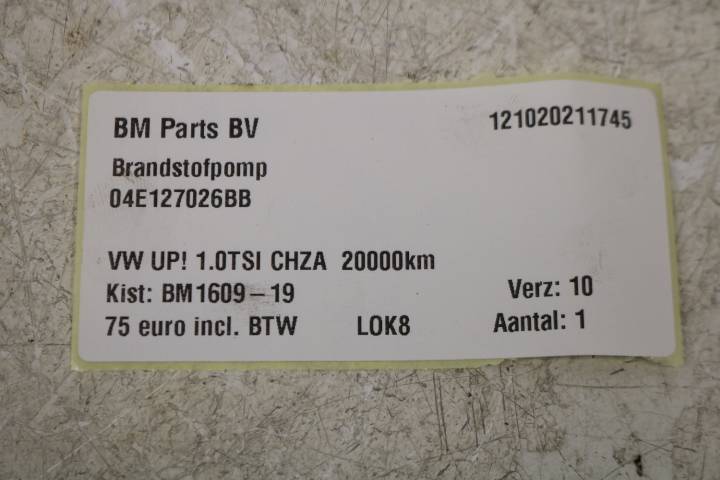 BM Parts BV 121020211745
Brandstofpomp
04E127026BB
VW UP! 1.0TSI CHZA 20000km
Kist: BM1609-19 Verz: 10
75 euro incl. BTW LOK8 Aantal: 1